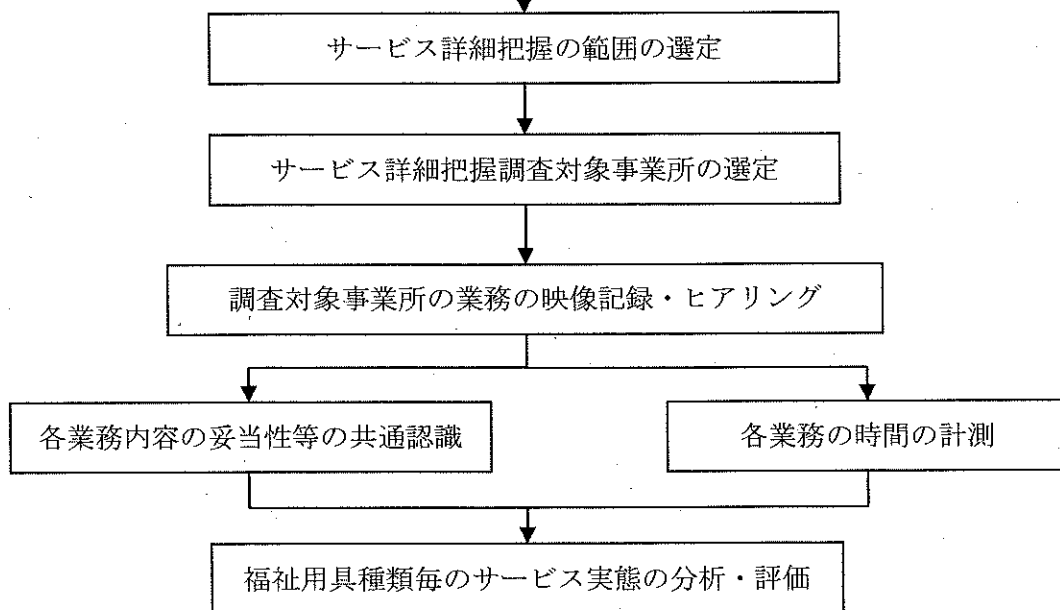 サービス詳細把握の範囲の選定
サービス詳細把握調査対象事業所の選定
調査対象事業所の業務の映像記録・ヒアリング
各業務内容の妥当性等の共通認識
各業務の時間の計測
福祉用具種類毎のサービス実態の分析・評価